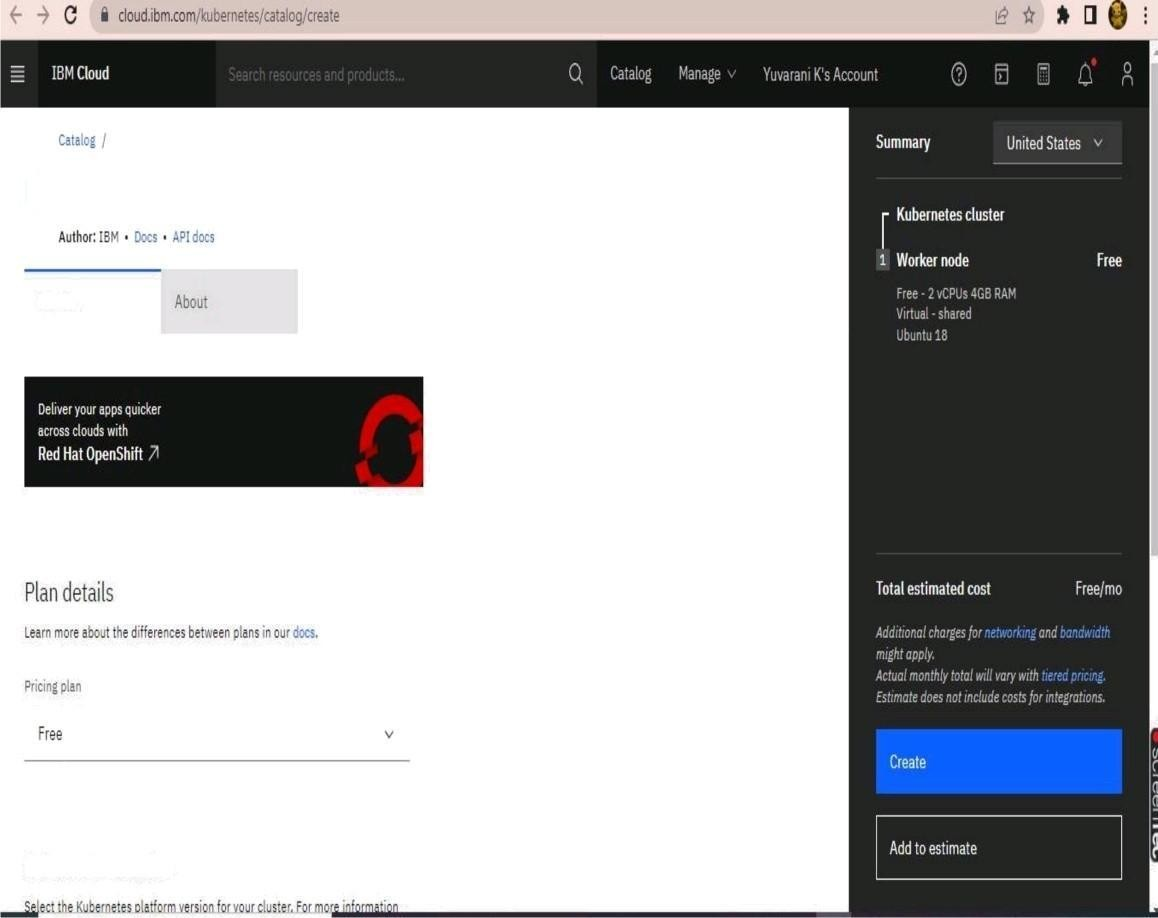 cloud.ibm.com/kubernetes/catalog/create
IBM Cloud
Search resources and products...
Catalog
Manage
Yuvarani K's Account
Catalog /
Author: IBM • Docs • API docs
About
Deliver your apps quicker
across clouds with
Red Hat OpenShift
Plan details
Learn more about the differences between plans in our docs.
Pricing plan
Free
Select the Kubernetes platform version for your cluster. For more information
Summary
United States
Kubernetes cluster
1 Worker node Free
Free - 2 vCPUs 4GB RAM
Virtual - shared
Ubuntu 18
Total estimated cost Free/mo
Additional charges for networking and bandwidth
might apply.
Actual monthly total will vary with tiered pricing.
Estimate does not include costs for integrations.
Create
Add to estimate